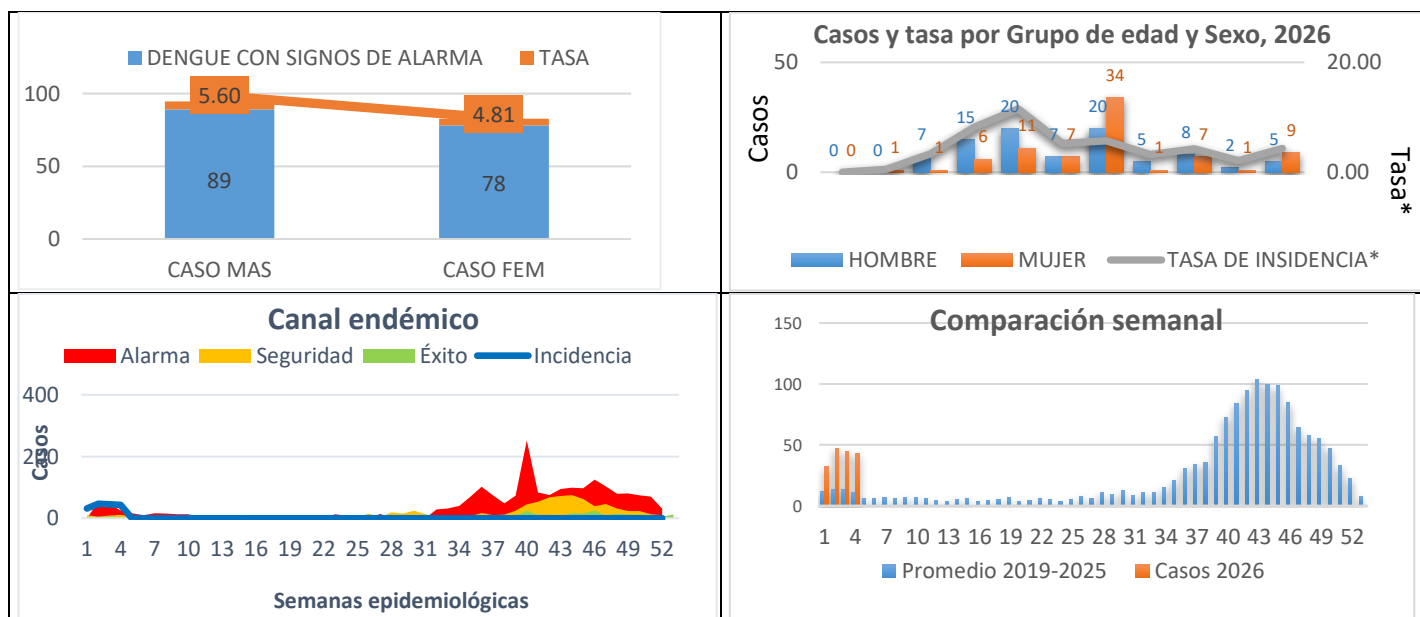 DENGUE CON SIGNOS DE ALARMA TASA
100
50
0
5.60
4.81
89
78
CASO MAS CASO FEM
Casos y tasa por Grupo de edad y Sexo, 2026
50
0
Casos
20.00
0.00
Tasa*
0 0 0 1 7 1 15 6 20 11 7 7 20 34 5 1 8 7 2 1 5 9
HOMBRE MUJER TASA DE INSIDENCIA*
Canal endémico
Alarma Seguridad Éxito Incidencia
400
200
0
Casos
1 4 7 10 13 16 19 22 25 28 31 34 37 40 43 46 49 52
Semanas epidemiológicas
Comparación semanal
150
100
50
0
1 4 7 10 13 16 19 22 25 28 31 34 37 40 43 46 49 52
Promedio 2019-2025 Casos 2026